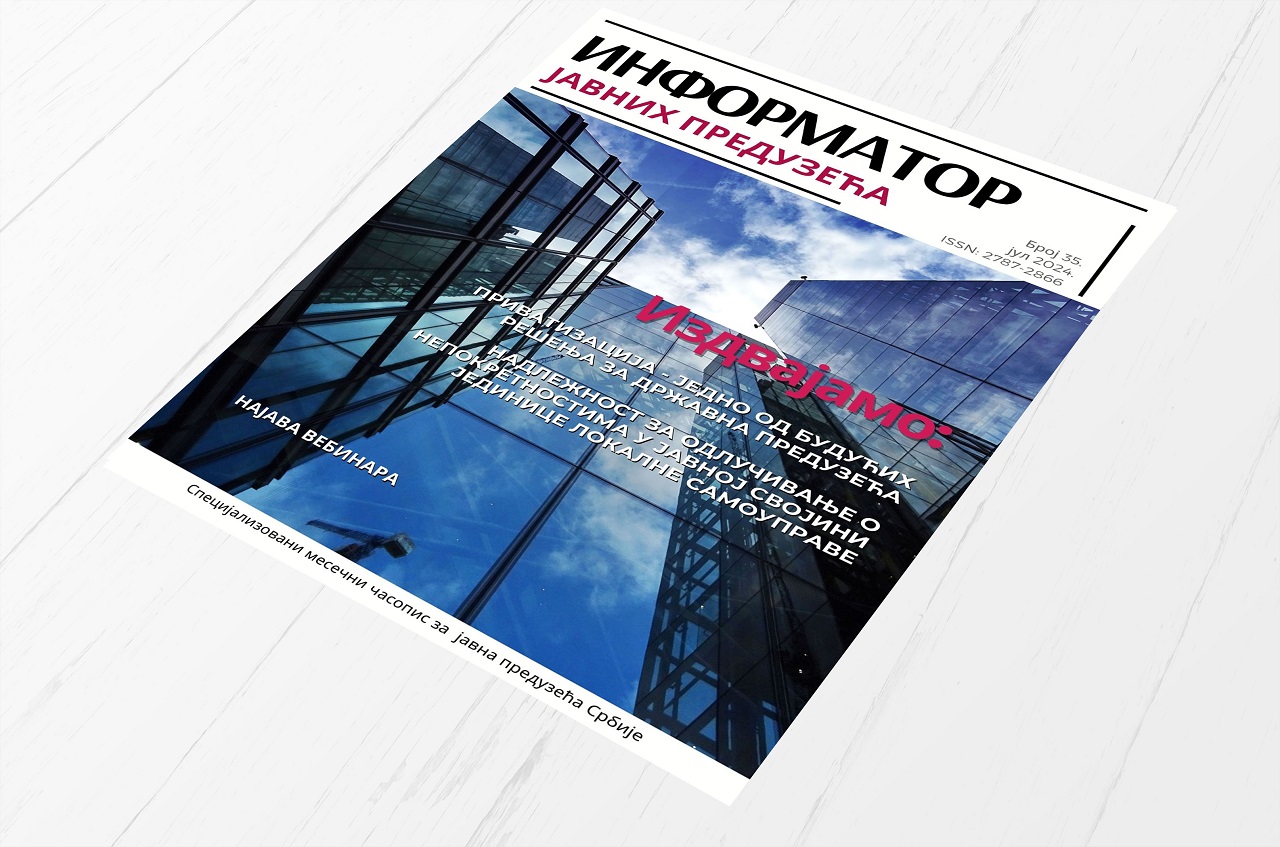 ИНФОРМАТОР
ЈАВНИХ ПРЕДУЗЕЋА
Број 35.
јул 2024.
ISSN: 2787-2866
Издвајамо:
ПРИВАТИЗАЦИЈА - ЈЕДНО ОД БУДУЋИХ
РЕШЕЊА ЗА ДРЖАВНА ПРЕДУЗЕЋА
НАДЛЕЖНОСТ ЗА ОДЛУЧИВАЊЕ О
НЕПОКРЕТНОСТИМА У ЈАВНОЈ СВОЈИНИ
ЈЕДИНИЦЕ ЛОКАЛНЕ САМОУПРАВЕ
НАЈАВА ВЕБИНАРА
Специјализовани месечни часопис за јавна предузећа Србије